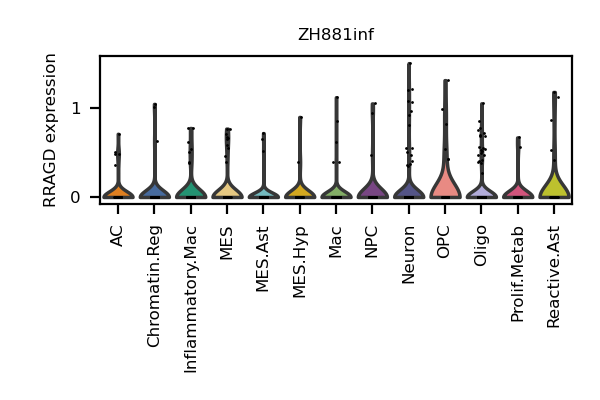 ZH881inf
RRAGD expression
1
0
AC
Chromatin.Reg
Inflammatory.Mac
MES
MES.Ast
MES.Hyp
Mac
NPC
Neuron
OPC
Oligo
Prolif.Metab
Reactive.Ast